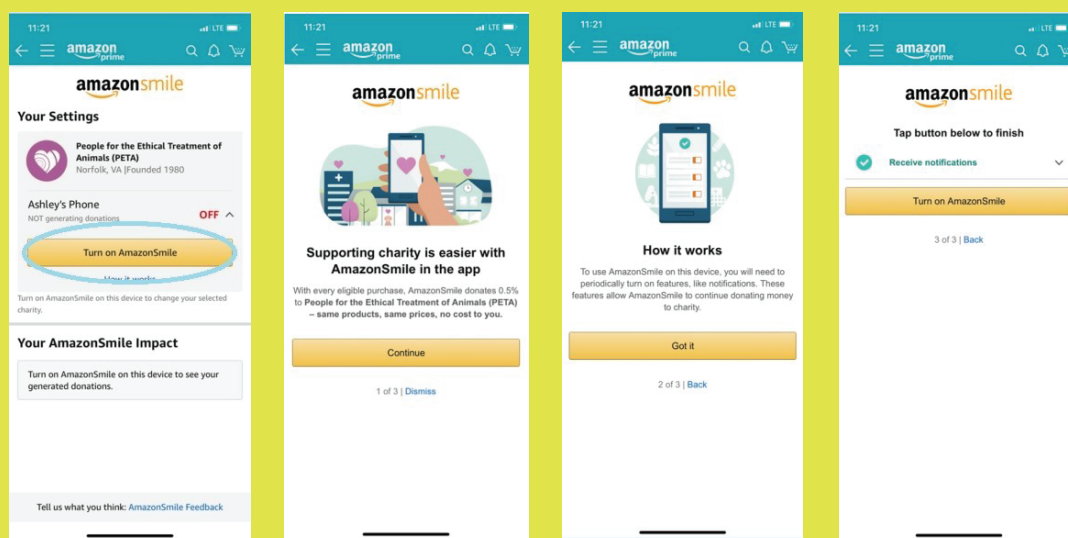 11:21
LTE
amazon
prime
amazonsmile
Your Settings
People for the Ethical Treatment of
Animals (PETA)
Norfolk, VA |Founded 1980
Ashley's Phone
NOT generating donations
OFF
Turn on AmazonSmile
How it works
Turn on AmazonSmile on this device to change your selected
charity.
Your AmazonSmile Impact
Turn on AmazonSmile on this device to see your
generated donations.
Tell us what you think: AmazonSmile Feedback
11:21
LTE
amazon
prime
amazonsmile
Supporting charity is easier with
AmazonSmile in the app
With every eligible purchase, AmazonSmile donates 0.5%
to People for the Ethical Treatment of Animals (PETA)
– same products, same prices, no cost to you.
Continue
1 of 3 | Dismiss
11:21
LTE
amazon
prime
amazonsmile
How it works
To use AmazonSmile on this device, you will need to
periodically turn on features, like notifications. These
features allow AmazonSmile to continue donating money
to charity.
Got it
2 of 3 | Back
11:21
LTE
amazon
prime
amazonsmile
Tap button below to finish
Receive notifications
Turn on AmazonSmile
3 of 3 | Back